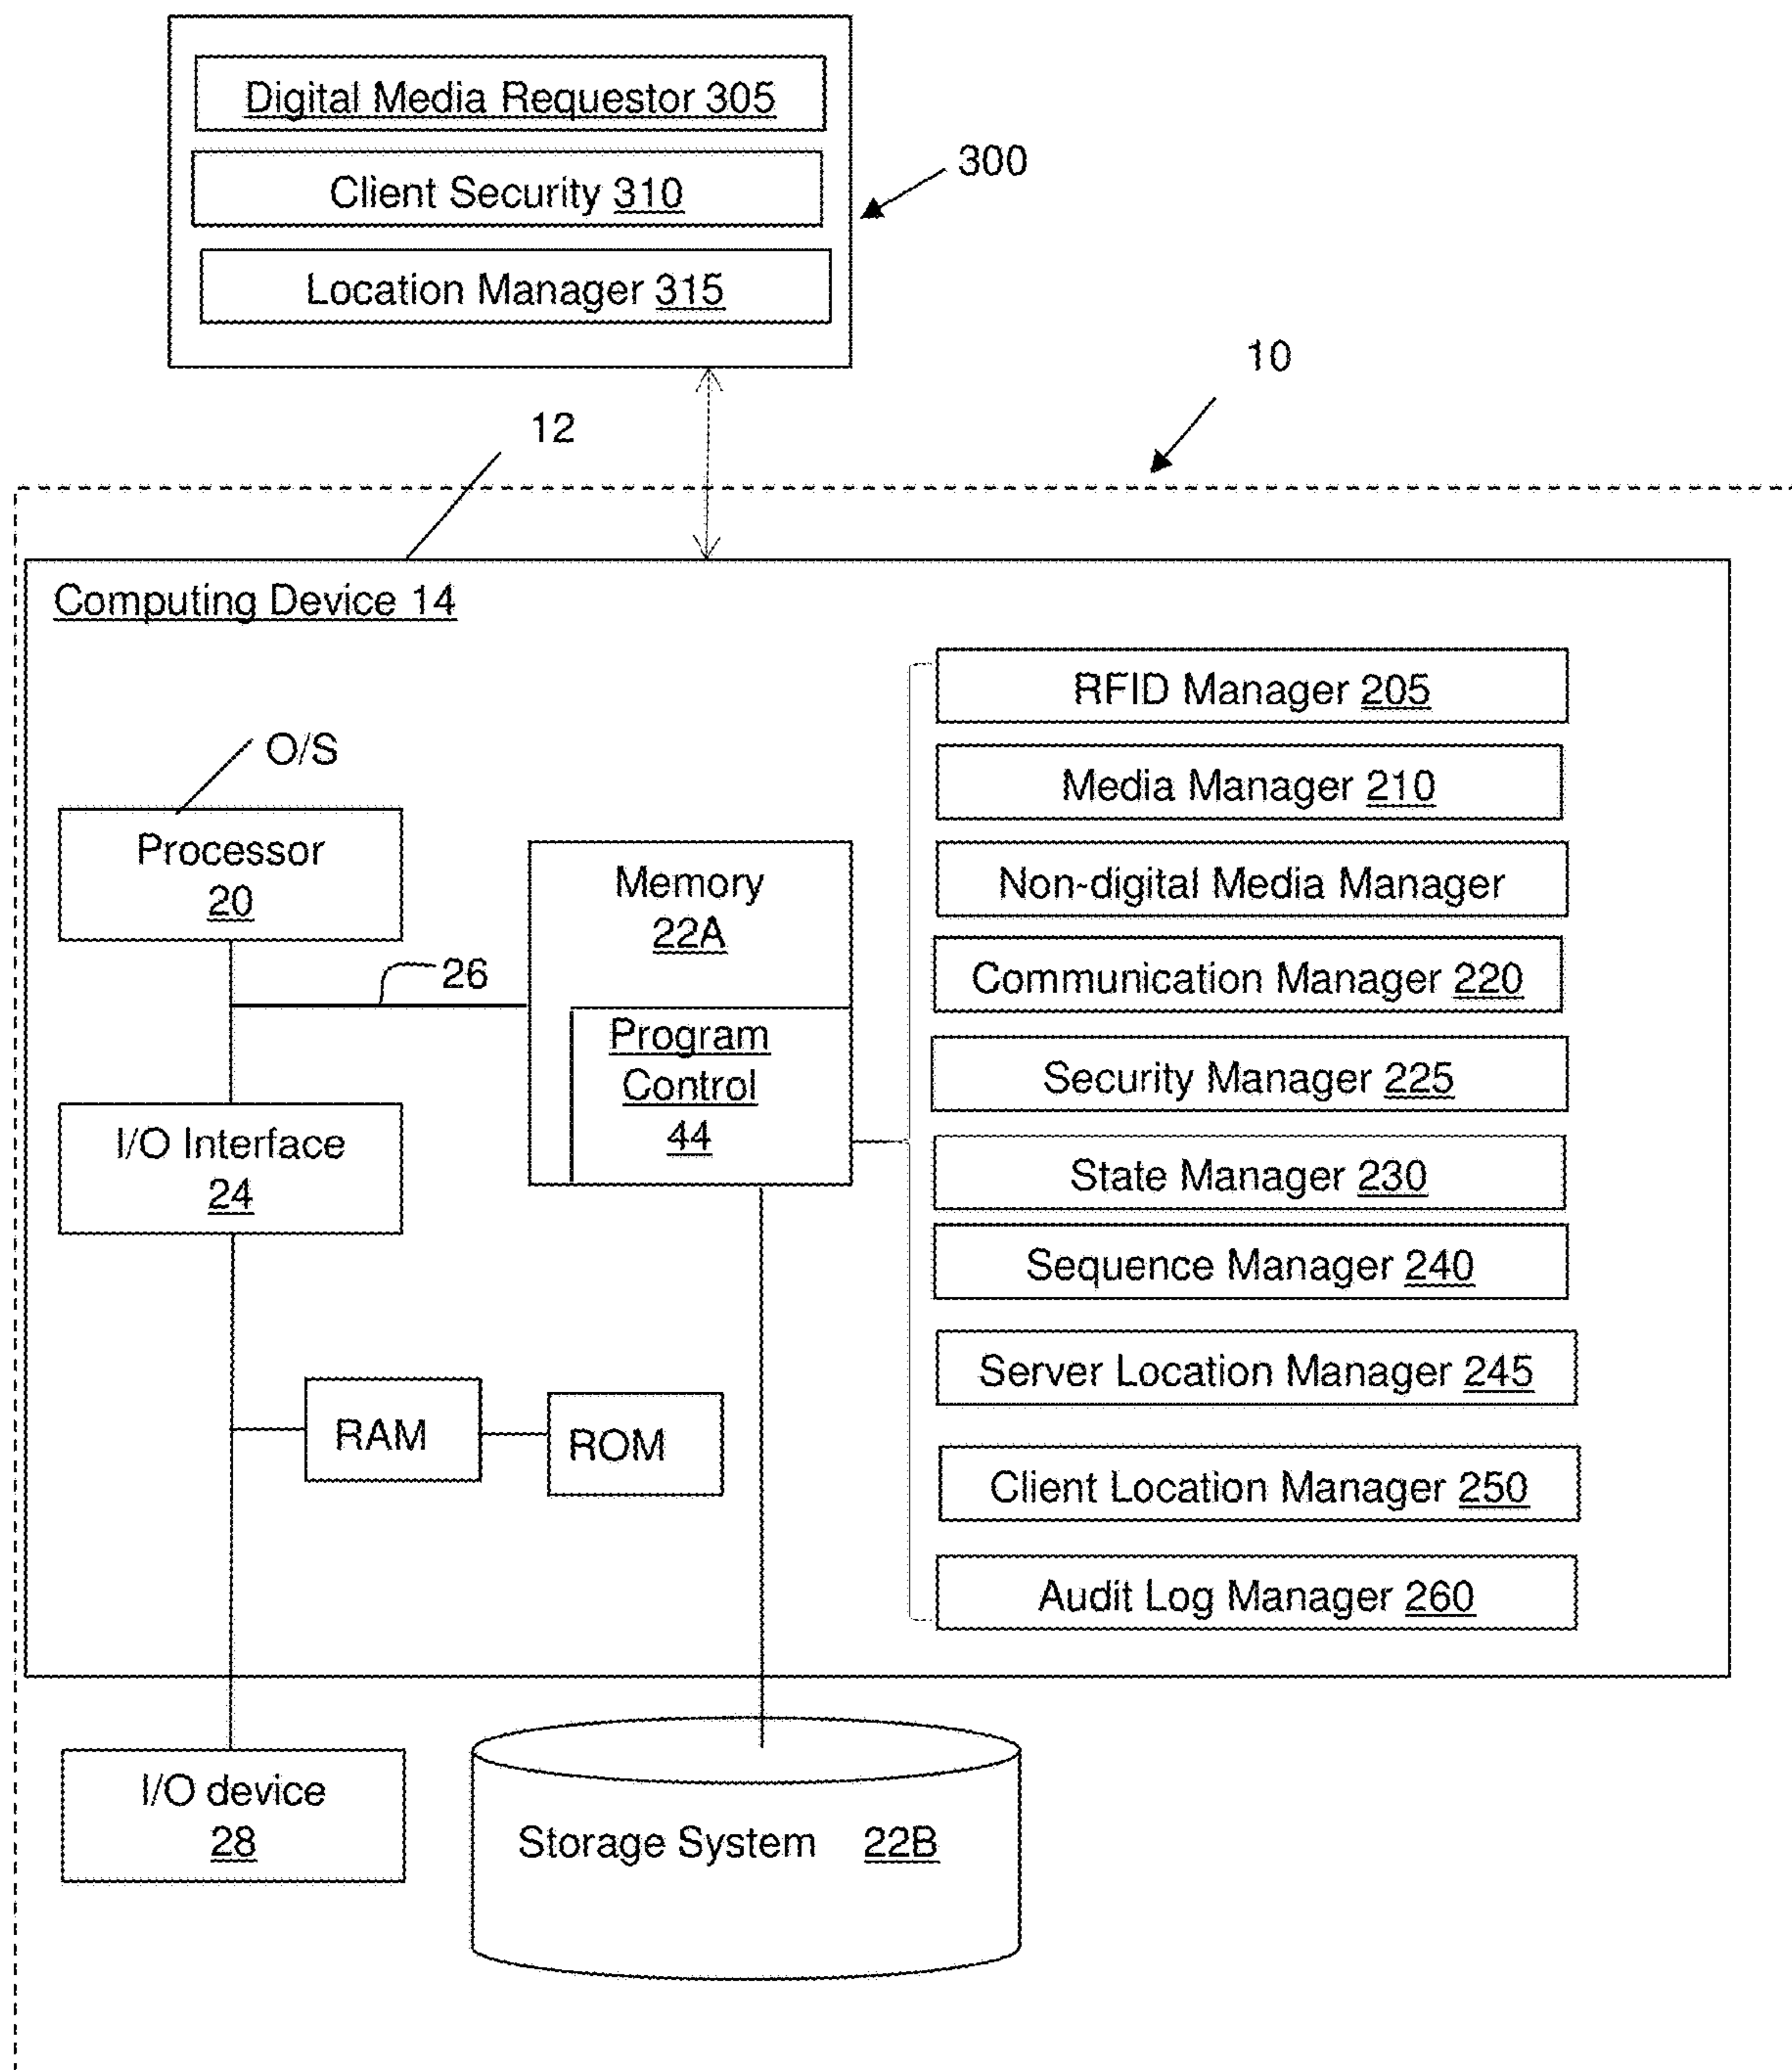 Digital Media Requestor 305
Client Security 310
Location Manager 315
300
10
12
Computing Device 14
O/S
Processor
20
26
Memory
22A
Program
Control
44
I/O Interface
24
RAM
ROM
RFID Manager 205
Media Manager 210
Non-digital Media Manager
Communication Manager 220
Security Manager 225
State Manager 230
Sequence Manager 240
Server Location Manager 245
Client Location Manager 250
Audit Log Manager 260
I/O device
28
Storage System 22B